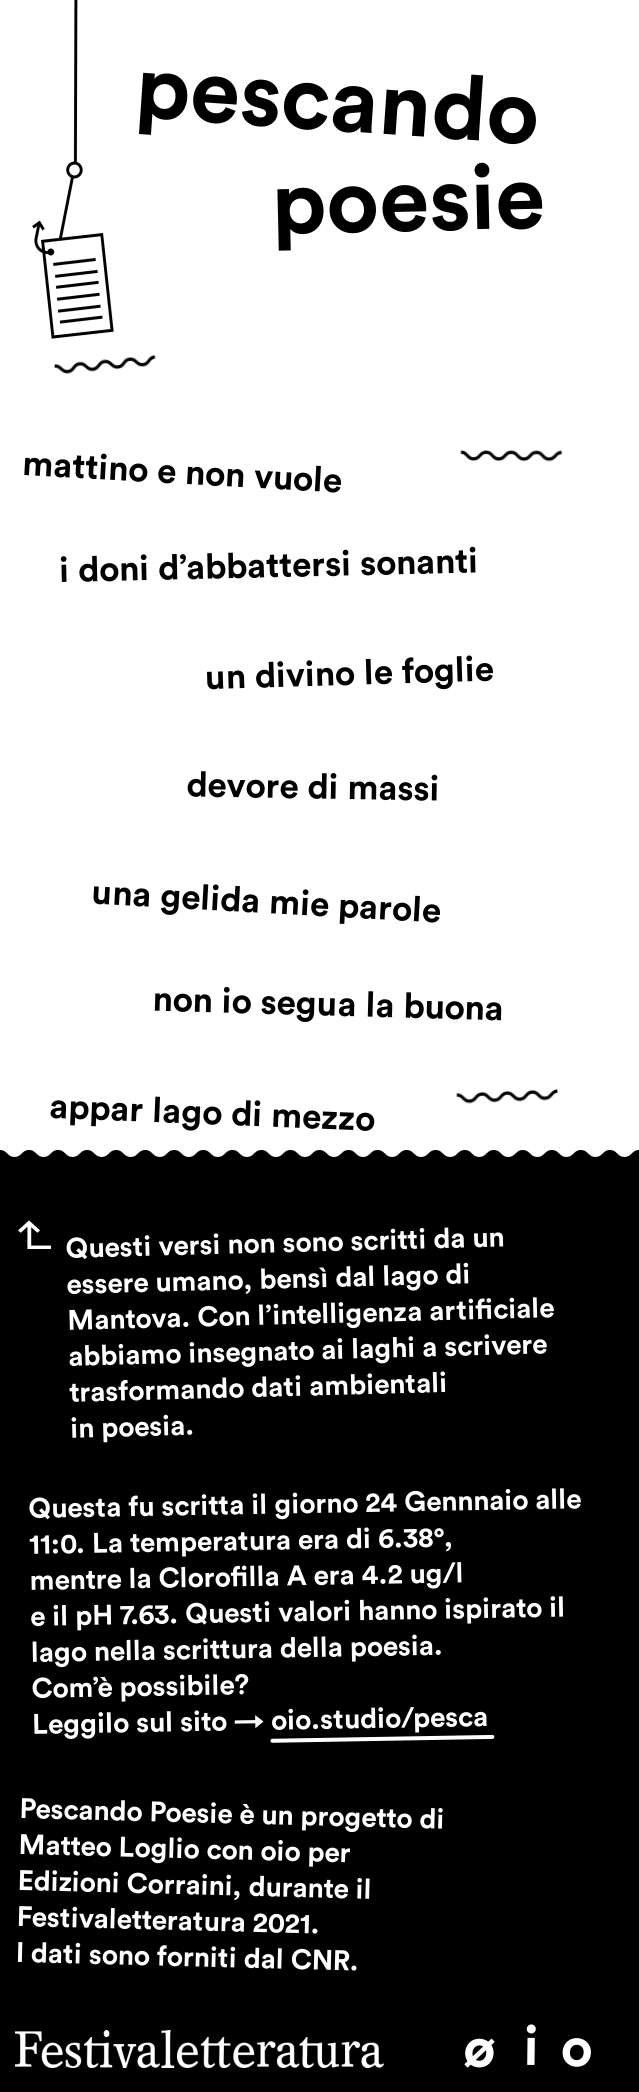 pescando
poesie
mattino e non vuole
i doni d’abbattersi sonanti
un divino le foglie
devore di massi
una gelida mie parole
non io segua la buona
appar lago di mezzo
Questi versi non sono scritti da un
essere umano, bensì dal lago di
Mantova. Con l’intelligenza artificiale
abbiamo insegnato ai laghi a scrivere
trasformando dati ambientali
in poesia.
Questa fu scritta il giorno 24 Gennnaio alle
11:0. La temperatura era di 6.38°,
mentre la Clorofilla A era 4.2 ug/l
e il pH 7.63. Questi valori hanno ispirato il
lago nella scrittura della poesia.
Com’è possibile?
Leggilo sul sito → oio.studio/pesca
Pescando Poesie è un progetto di
Matteo Loglio con oio per
Edizioni Corraini, durante il
Festivaletteratura 2021.
I dati sono forniti dal CNR.
Festivaletteratura ø i o